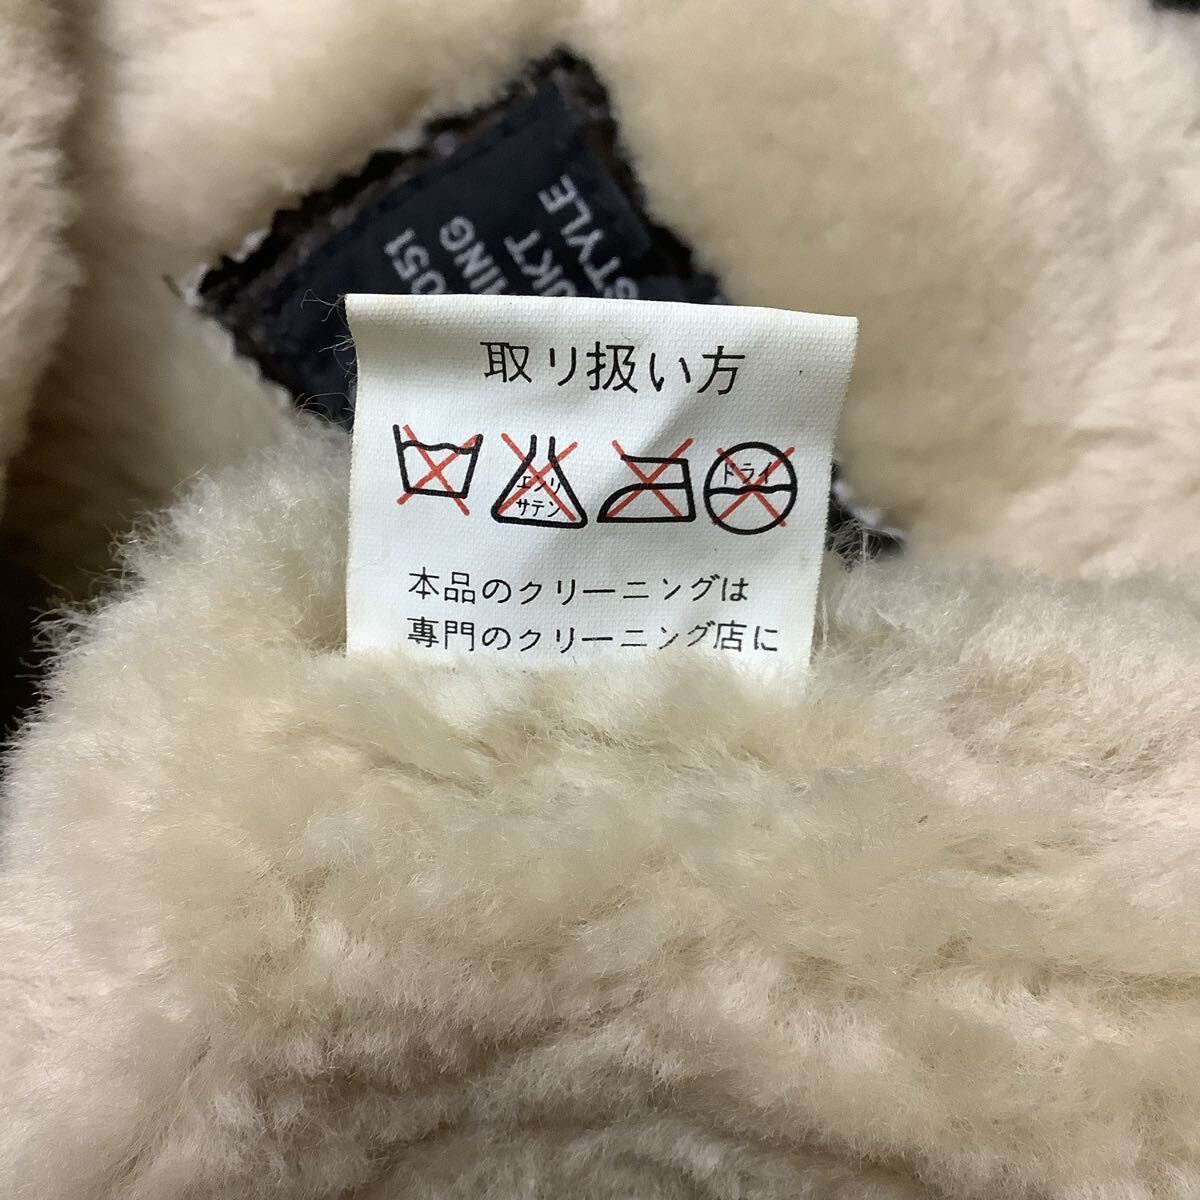 STYLE
取り扱い方
エンソ
サテン
ドライ
本品のクリーニングは
専門のクリーニング店に